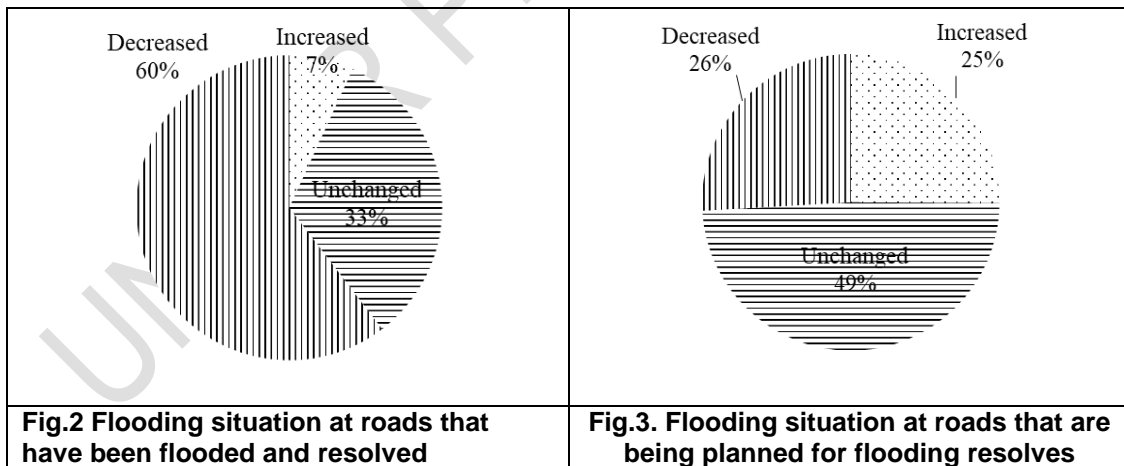 Decreased
60%
Increased
7%
Unchanged
33%
Fig.2 Flooding situation at roads that
have been flooded and resolved
Decreased
26%
Increased
25%
Unchanged
49%
Fig.3. Flooding situation at roads that are
being planned for flooding resolves